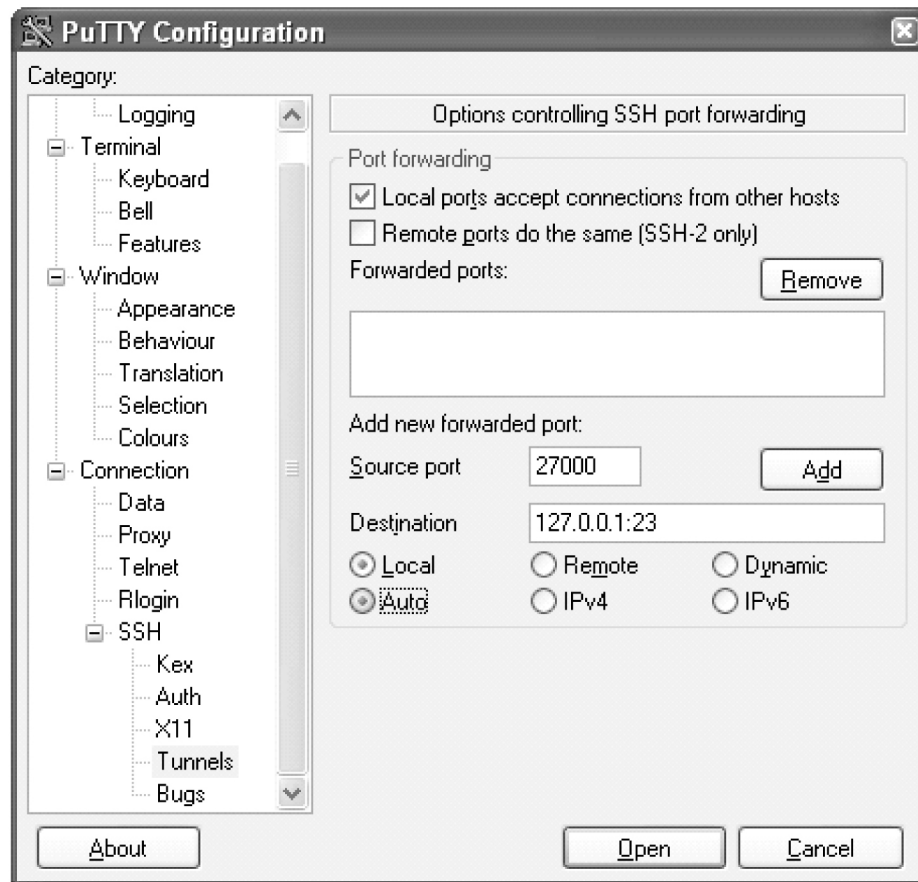 PuTTY Configuration
Category:
Logging
Terminal
Keyboard
Bell
Features
Window
Appearance
Behaviour
Translation
Selection
Colours
Connection
Data
Proxy
Telnet
Rlogin
SSH
Kex
Auth
X11
Tunnels
Bugs
Options controlling SSH port forwarding
Port forwarding
Local ports accept connections from other hosts
Remote ports do the same (SSH-2 only)
Forwarded ports:
Remove
Add new forwarded port:
Source port 27000 Add
Destination 127.0.0.1:23
Local Remote Dynamic
Auto IPv4 IPv6
About Open Cancel